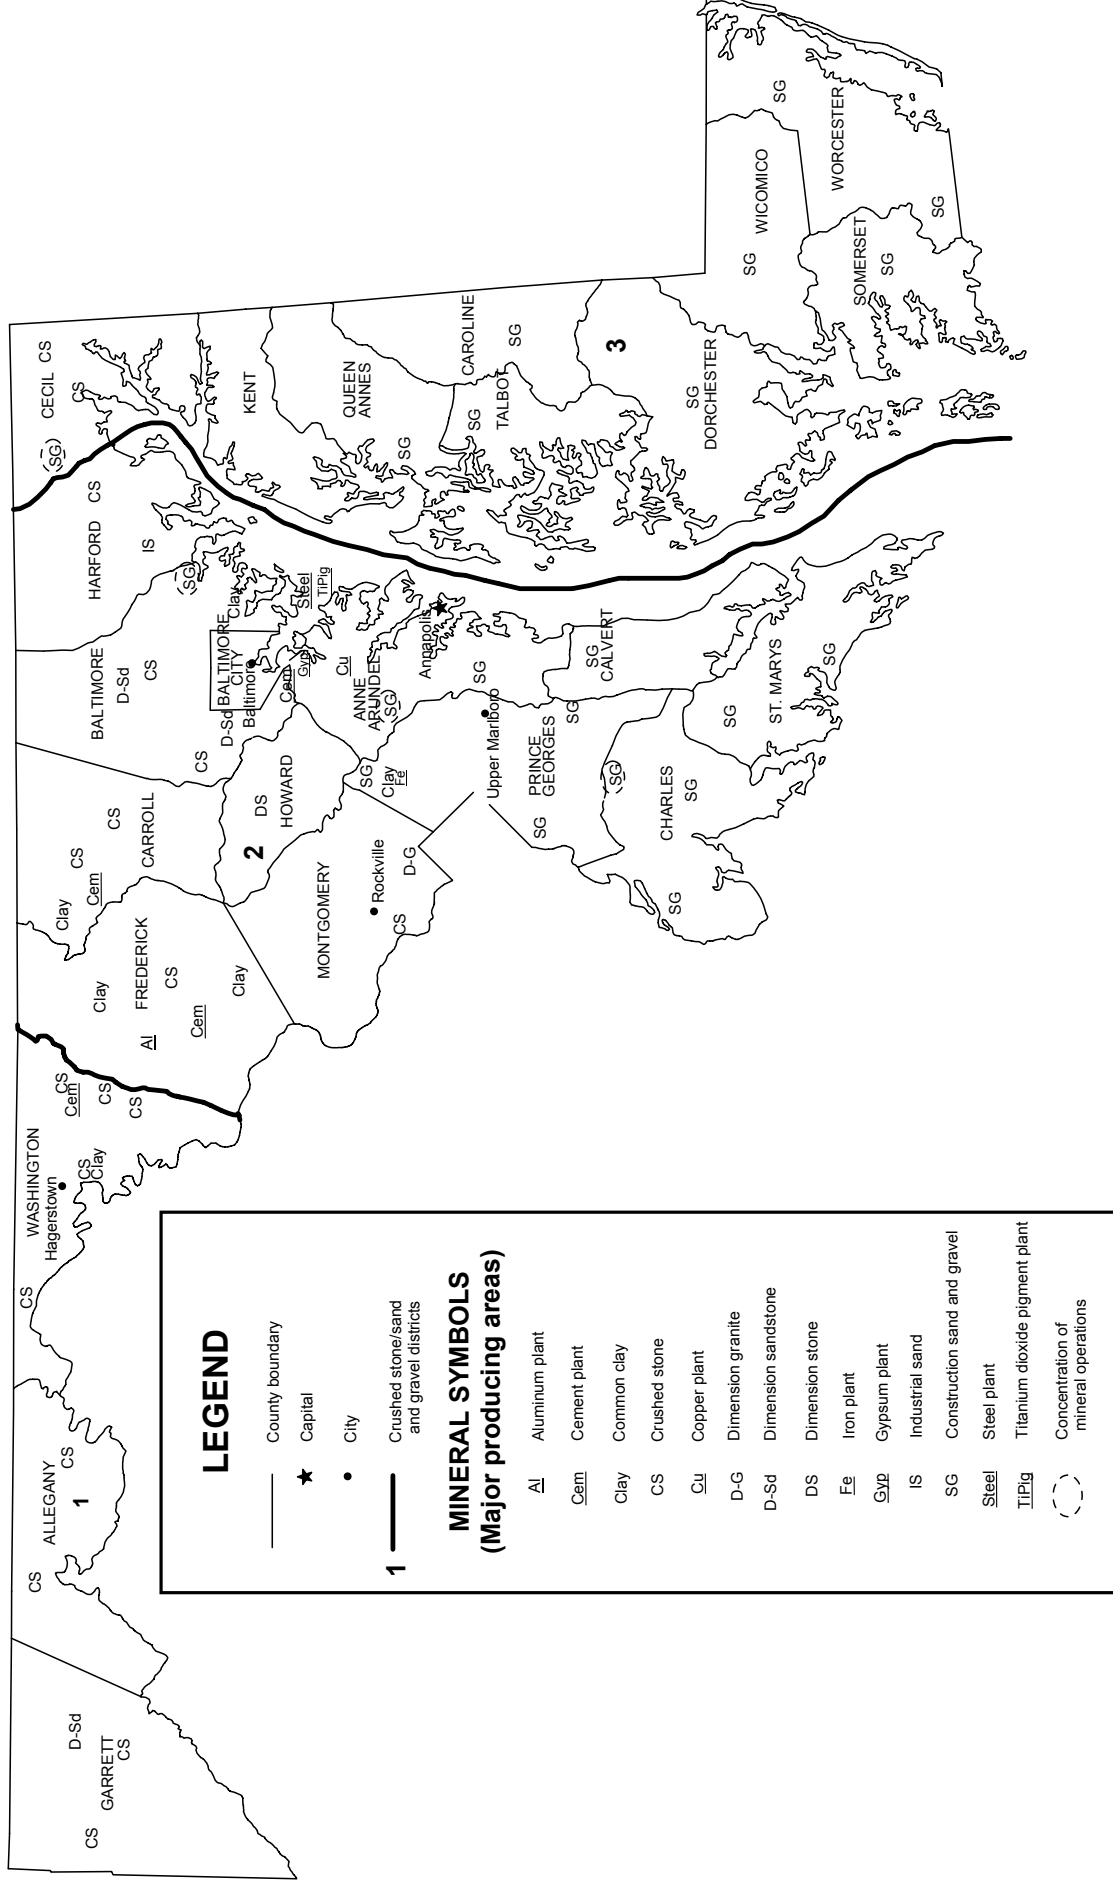 GARRETT
D-Sd
CS
CS
ALLEGANY
1
CS
CS
WASHINGTON
Hagerstown
CS
CS
Clay
CS
Cem
CS
CS
FREDERICK
Clay
Al
CS
Cem
Clay
CARROLL
Clay
Cem
CS
CS
BALTIMORE
D-Sd
CS
CS
D-Sd
BALTIMORE
CITY
Baltimore
Clay
HARFORD
CS
IS
SG
CECIL
CS
CS
SG
2
DS
HOWARD
MONTGOMERY
Rockville
CS
D-G
Cem
Gyp
Steel
TiPig
Cu
ANNE
ARUNDEL
SG
Annapolis
SG
SG
Clay
Fe
Upper Marlboro
PRINCE
GEORGES
SG
SG
SG
CHARLES
SG
SG
SG
CALVERT
ST. MARYS
SG
SG
KENT
QUEEN
ANNES
SG
CAROLINE
SG
SG
TALBOT
3
SG
DORCHESTER
SG
WICOMICO
SG
WORCESTER
SG
SOMERSET
SG
LEGEND
County boundary
Capital
City
1
Crushed stone/sand
and gravel districts
MINERAL SYMBOLS
(Major producing areas)
Al Aluminum plant
Cem Cement plant
Clay Common clay
CS Crushed stone
Cu Copper plant
D-G Dimension granite
D-Sd Dimension sandstone
DS Dimension stone
Fe Iron plant
Gyp Gypsum plant
IS Industrial sand
SG Construction sand and gravel
Steel Steel plant
TiPig Titanium dioxide pigment plant
Concentration of
mineral operations